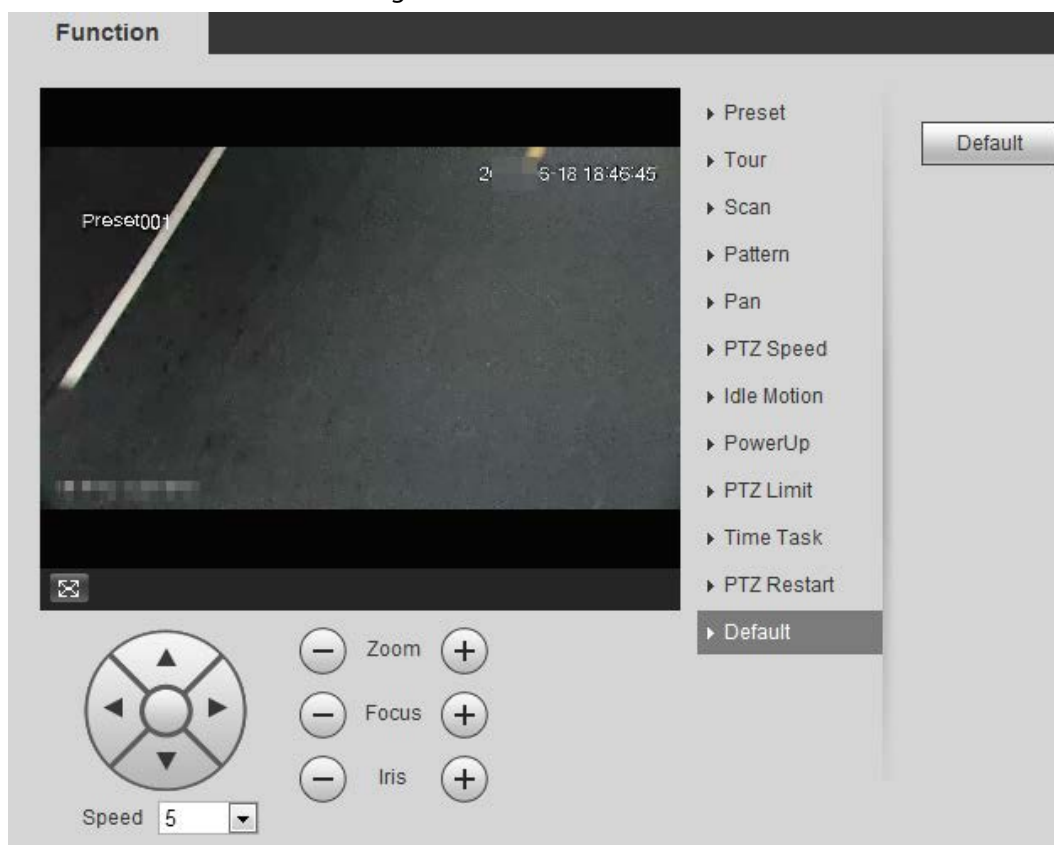 Function
Preset001
5-18 18:46:45
Preset
Tour
Scan
Pattern
Pan
PTZ Speed
Idle Motion
PowerUp
PTZ Limit
Time Task
PTZ Restart
Default
Default
Zoom
Focus
Iris
Speed 5